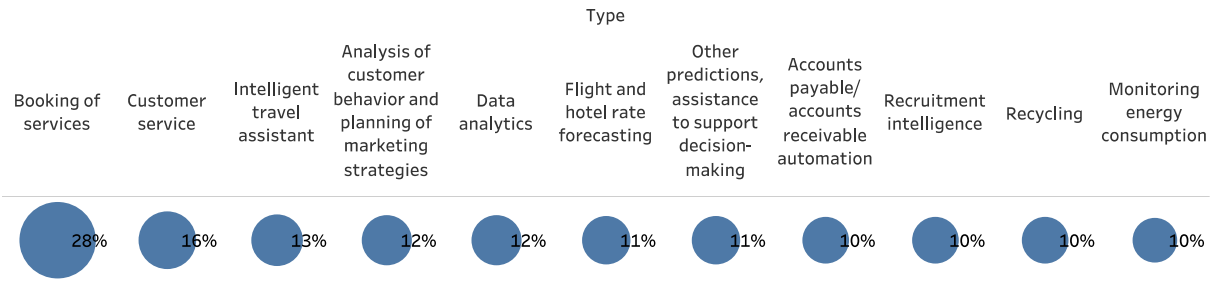 Type
Booking of
services
Customer
service
Intelligent
travel
assistant
Analysis of
customer
behavior and
planning of
marketing
strategies
Data
analytics
Flight and
hotel rate
forecasting
Other
predictions,
assistance
to support
decision-
making
Accounts
payable/
accounts
receivable
automation
Recruitment
intelligence
Recycling
Monitoring
energy
consumption
28%
16%
13%
12%
12%
11%
11%
10%
10%
10%
10%